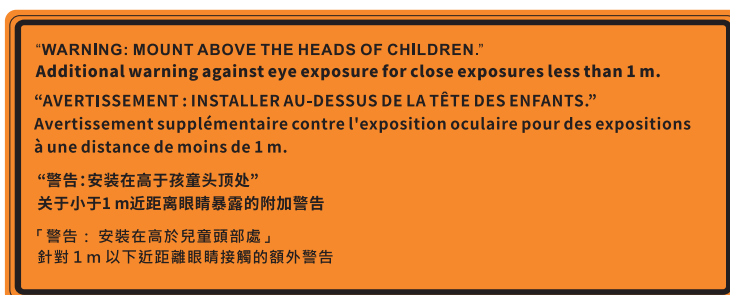 “WARNING: MOUNT ABOVE THE HEADS OF CHILDREN.”
Additional warning against eye exposure for close exposures less than 1 m.
“AVERTISSEMENT : INSTALLER AU-DESSUS DE LA TÊTE DES ENFANTS.”
Avertissement supplémentaire contre l'exposition oculaire pour des expositions
à une distance de moins de 1 m.
“警告：安装在高于孩童头顶处”
关于小于1 m近距离眼睛暴露的附加警告
「警告： 安裝在高於兒童頭部處」
針對 1 m 以下近距離眼睛接觸的額外警告